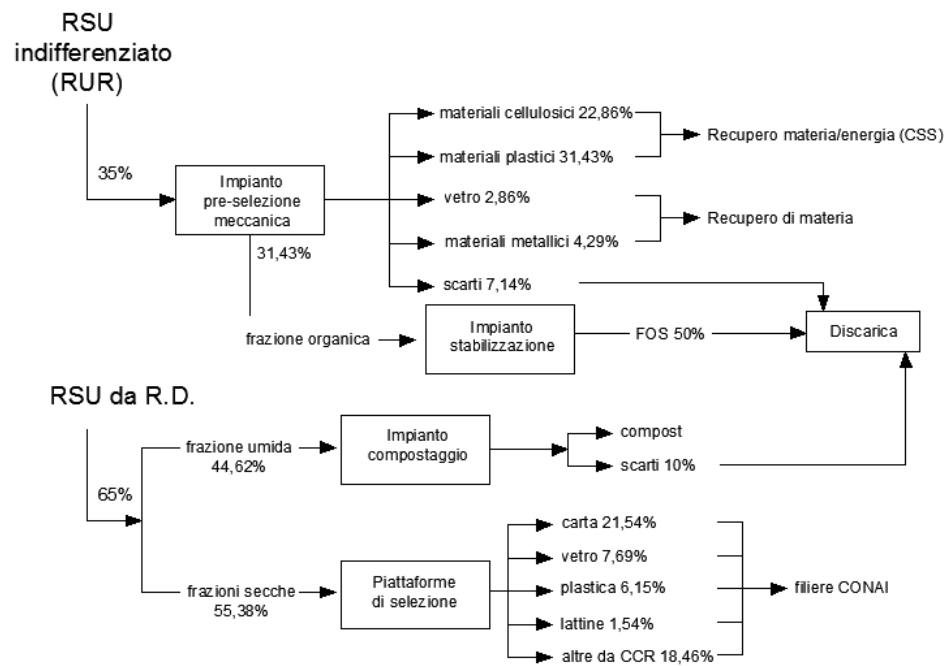 RSU
indifferenziato
(RUR)
35%
Impianto
pre-selezione
meccanica
31,43%
materiali cellulosici 22,86%
materiali plastici 31,43%
Recupero materia/energia (CSS)
vetro 2,86%
materiali metallici 4,29%
Recupero di materia
scarti 7,14%
frazione organica
Impianto
stabilizzazione
FOS 50%
Discarica
RSU da R.D.
65%
frazione umida
44,62%
Impianto
compostaggio
compost
scarti 10%
frazioni secche
55,38%
Piattaforme
di selezione
carta 21,54%
vetro 7,69%
plastica 6,15%
lattine 1,54%
altre da CCR 18,46%
filiere CONAI